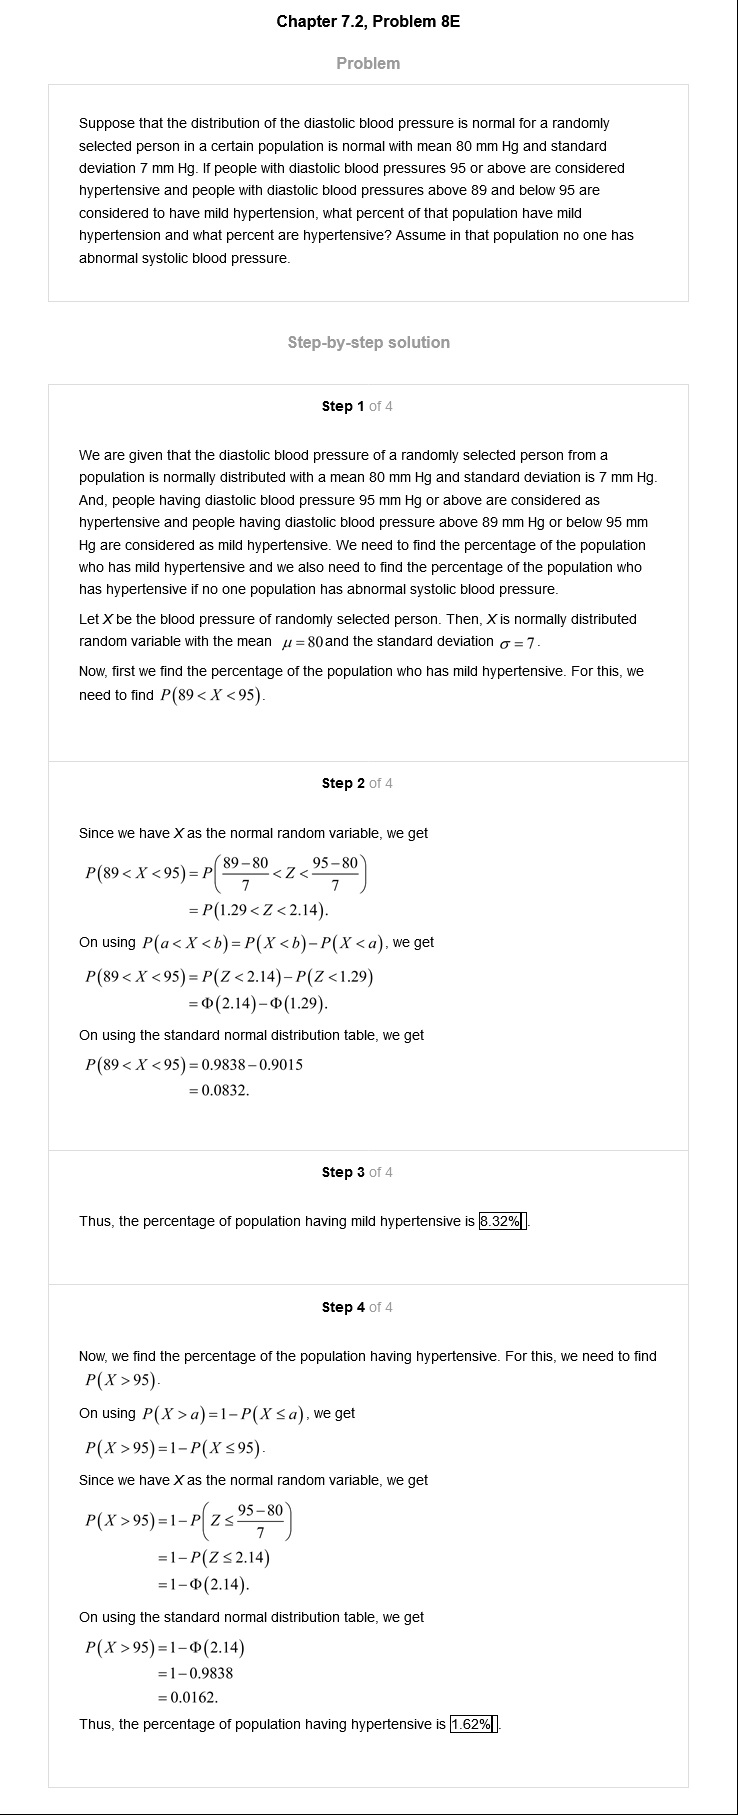 Chapter 7.2, Problem 8E
Problem
Suppose that the distribution of the diastolic blood pressure is normal for a randomly
selected person in a certain population is normal with mean 80 mm Hg and standard
deviation 7 mm Hg. If people with diastolic blood pressures 95 or above are considered
hypertensive and people with diastolic blood pressures above 89 and below 95 are
considered to have mild hypertension, what percent of that population have mild
hypertension and what percent are hypertensive? Assume in that population no one has
abnormal systolic blood pressure.
Step-by-step solution
Step 1 of 4
We are given that the diastolic blood pressure of a randomly selected person from a
population is normally distributed with a mean 80 mm Hg and standard deviation is 7 mm Hg.
And, people having diastolic blood pressure 95 mm Hg or above are considered as
hypertensive and people having diastolic blood pressure above 89 mm Hg or below 95 mm
Hg are considered as mild hypertensive. We need to find the percentage of the population
who has mild hypertensive and we also need to find the percentage of the population who
has hypertensive if no one population has abnormal systolic blood pressure.
Let X be the blood pressure of randomly selected person. Then, X is normally distributed
random variable with the mean μ = 80 and the standard deviation σ = 7.
Now, first we find the percentage of the population who has mild hypertensive. For this, we
need to find P(89 < X < 95).
Step 2 of 4
Since we have X as the normal random variable, we get
P(89 < X < 95) = P((89 − 80)/7 < Z < (95 − 80)/7)
= P(1.29 < Z < 2.14).
On using P(a < X < b) = P(X < b) − P(X < a), we get
P(89 < X < 95) = P(Z < 2.14) − P(Z < 1.29)
= Φ(2.14) − Φ(1.29).
On using the standard normal distribution table, we get
P(89 < X < 95) = 0.9838 − 0.9015
= 0.0832.
Step 3 of 4
Thus, the percentage of population having mild hypertensive is 8.32%.
Step 4 of 4
Now, we find the percentage of the population having hypertensive. For this, we need to find
P(X > 95).
On using P(X > a) = 1 − P(X ≤ a), we get
P(X > 95) = 1 − P(X ≤ 95).
Since we have X as the normal random variable, we get
P(X > 95) = 1 − P(Z ≤ (95 − 80)/7)
= 1 − P(Z ≤ 2.14)
= 1 − Φ(2.14).
On using the standard normal distribution table, we get
P(X > 95) = 1 − Φ(2.14)
= 1 − 0.9838
= 0.0162.
Thus, the percentage of population having hypertensive is 1.62%.